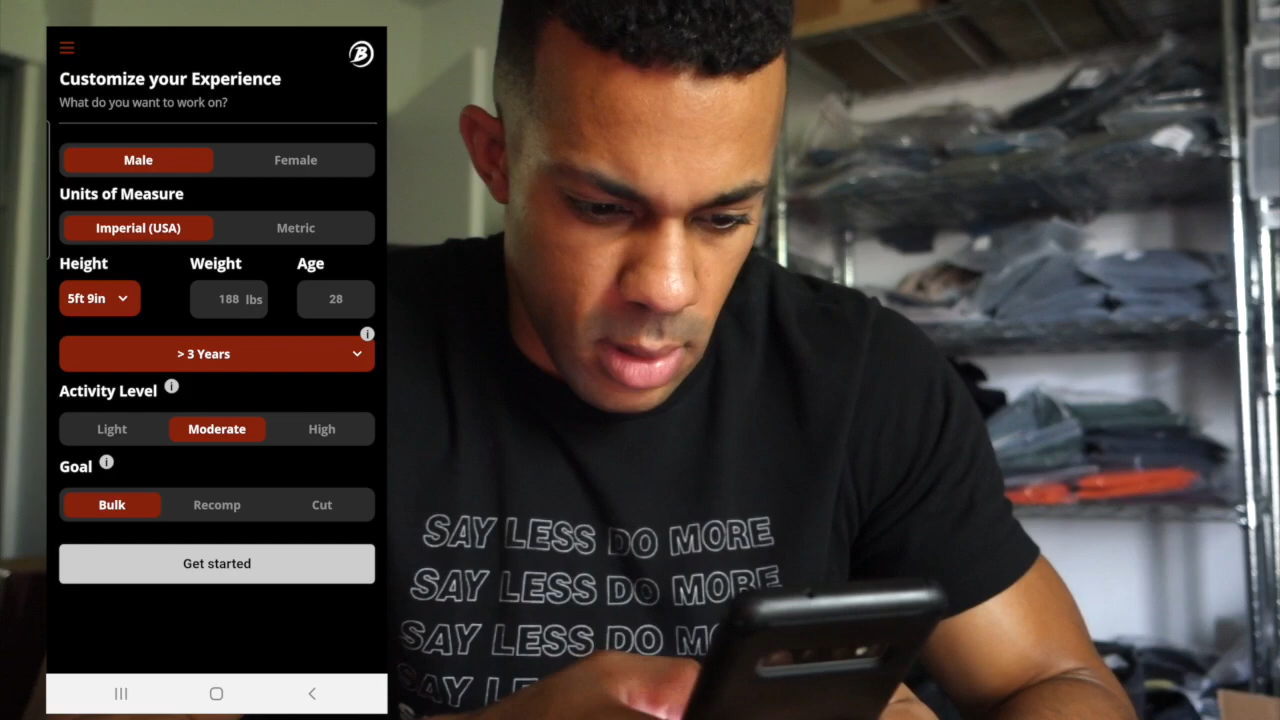 B
Customize your Experience
What do you want to work on?
Male Female
Units of Measure
Imperial (USA) Metric
Height Weight Age
5ft 9in 188 lbs 28
i
> 3 Years
Activity Level i
Light Moderate High
Goal i
Bulk Recomp Cut
Get started
SAY LESS DO MORE
SAY LESS DO MORE
SAY LESS DO MO
SAY LE